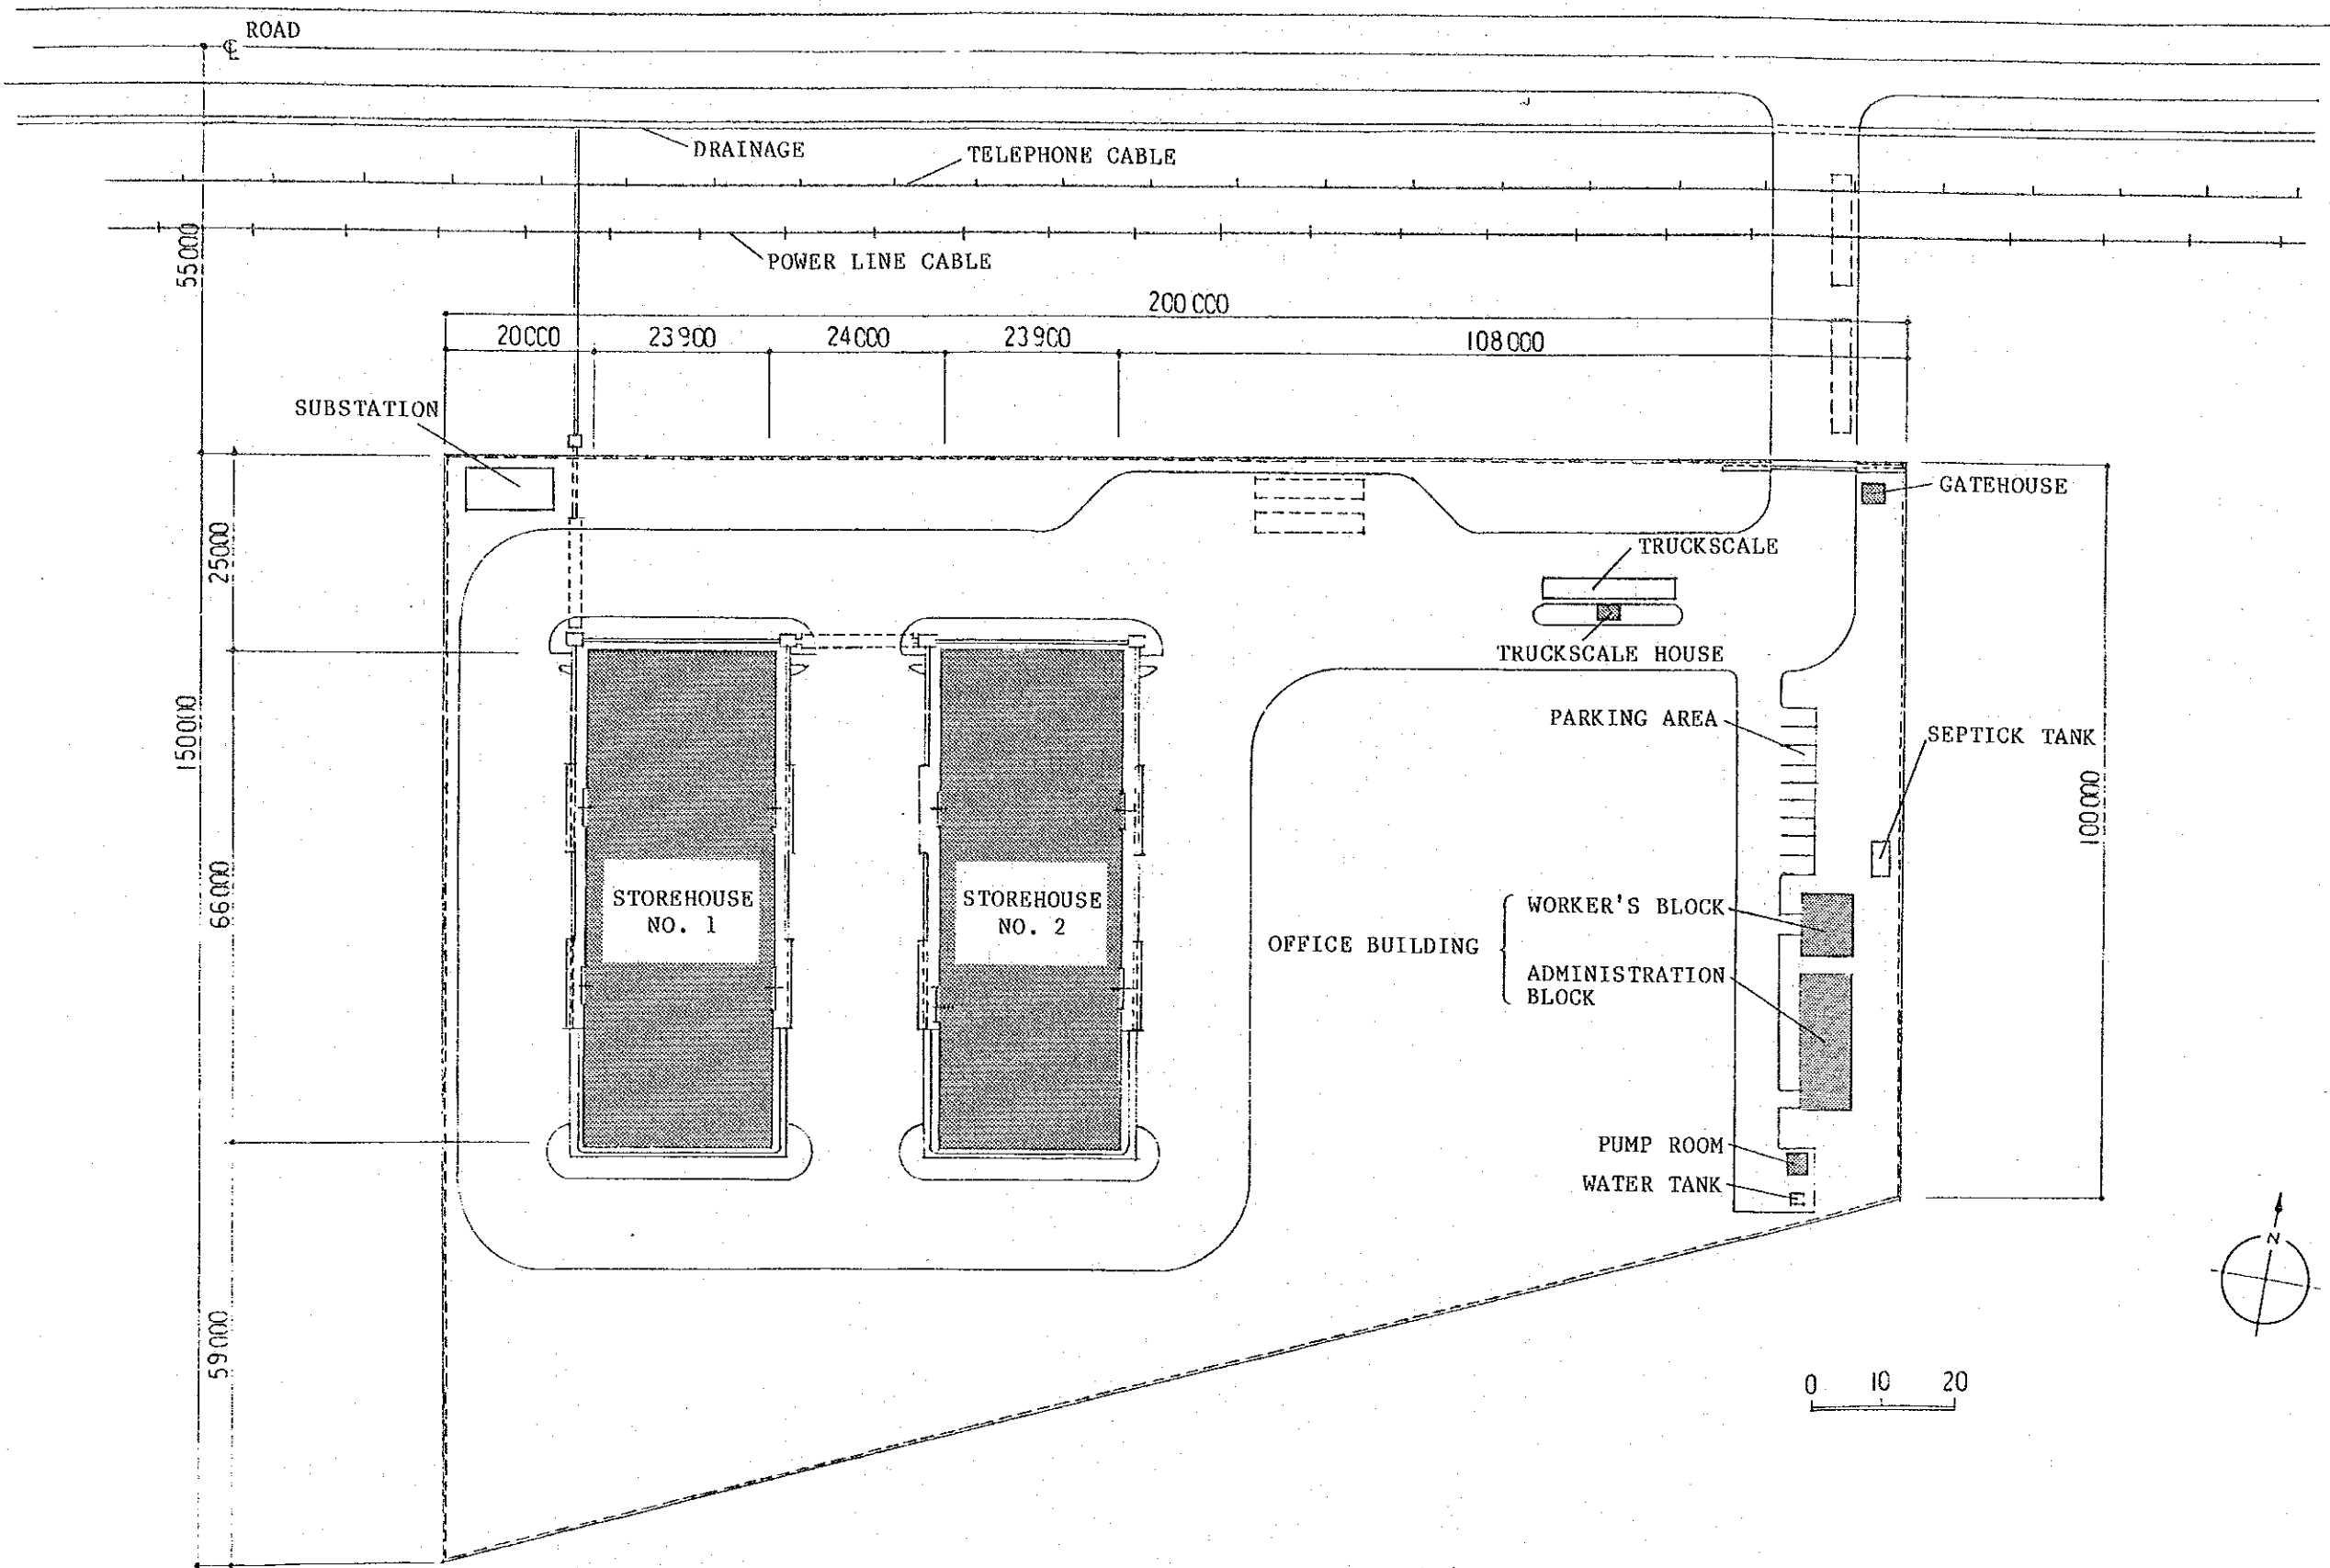 ROAD
℄
DRAINAGE
TELEPHONE CABLE
POWER LINE CABLE
55000
200 000
20000
23900
24000
23900
108000
SUBSTATION
GATEHOUSE
25000
TRUCKSCALE
TRUCKSCALE HOUSE
150000
PARKING AREA
SEPTICK TANK
100000
66000
STOREHOUSE
NO. 1
STOREHOUSE
NO. 2
OFFICE BUILDING
WORKER'S BLOCK
ADMINISTRATION
BLOCK
PUMP ROOM
WATER TANK
N
59000
0 10 20